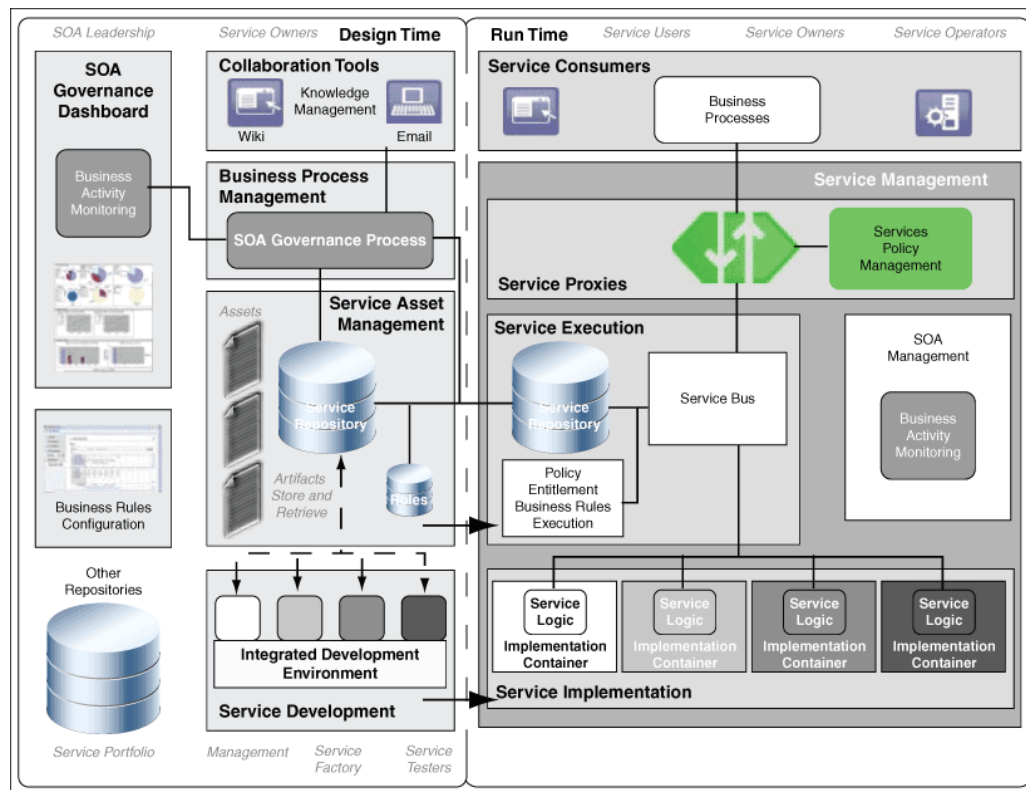 SOA Leadership
Service Owners
Design Time
Run Time
Service Users
Service Owners
Service Operators
SOA
Governance
Dashboard
Business
Activity
Monitoring
Business Rules
Configuration
Other
Repositories
Service Portfolio
Collaboration Tools
Knowledge
Management
Wiki
Email
Business Process
Management
SOA Governance Process
Service Asset
Management
Assets
Service
Repository
Artifacts
Store and
Retrieve
Roles
Integrated Development
Environment
Service Development
Management
Service
Factory
Service
Testers
Service Consumers
Business
Processes
Service Management
Services
Policy
Management
Service Proxies
Service Execution
Service
Repository
Service Bus
Policy
Entitlement
Business Rules
Execution
SOA
Management
Business
Activity
Monitoring
Service
Logic
Implementation
Container
Service
Logic
Implementation
Container
Service
Logic
Implementation
Container
Service
Logic
Implementation
Container
Service Implementation